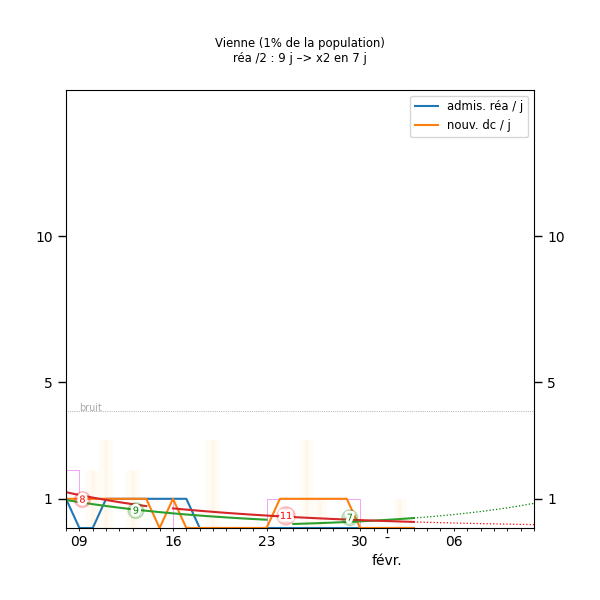 Vienne (1% de la population)
réa /2 : 9 j –> x2 en 7 j
admis. réa / j
nouv. dc / j
10
10
5
5
bruit
1
1
8
9
11
7
09
16
23
30
-
06
févr.